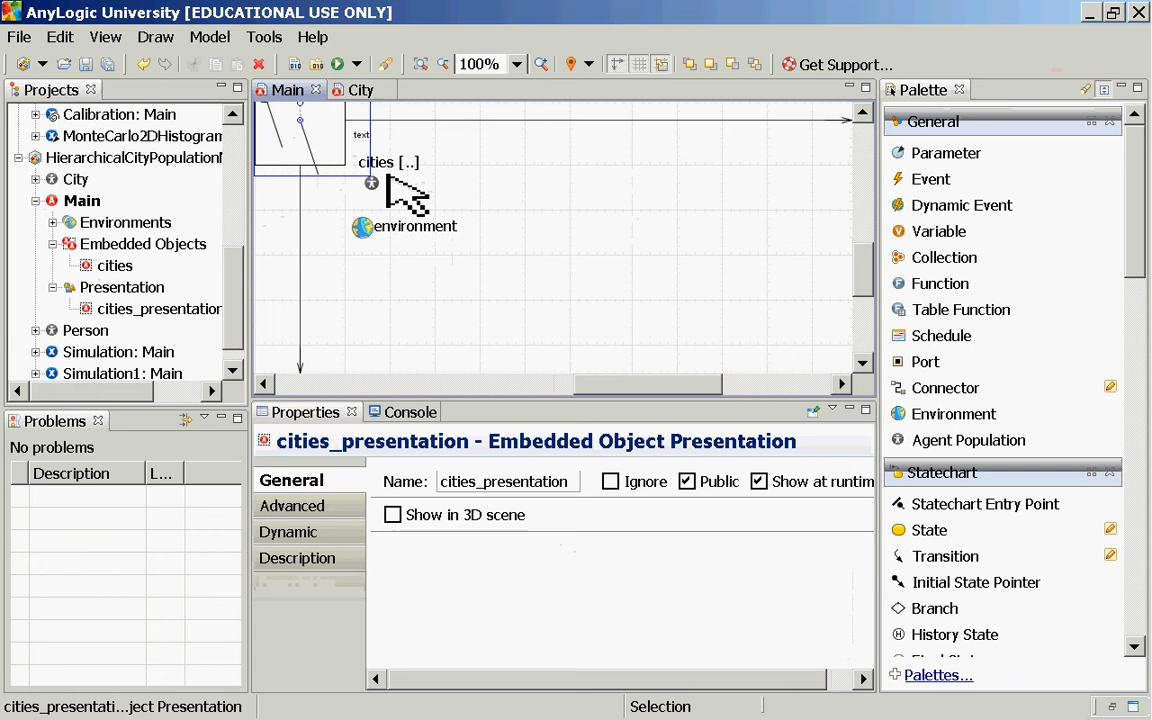 AnyLogic University [EDUCATIONAL USE ONLY]
File Edit View Draw Model Tools Help
100% Get Support...
Projects
Calibration: Main
MonteCarlo2DHistogram
HierarchicalCityPopulationM
City
Main
Environments
Embedded Objects
cities
Presentation
cities_presentation
Person
Simulation: Main
Simulation1: Main
Problems
No problems
Description L...
Main City
text
cities [..]
environment
Properties Console
cities_presentation - Embedded Object Presentation
General
Advanced
Dynamic
Description
Name: cities_presentation Ignore Public Show at runtim
Show in 3D scene
Palette
General
Parameter
Event
Dynamic Event
Variable
Collection
Function
Table Function
Schedule
Port
Connector
Environment
Agent Population
Statechart
Statechart Entry Point
State
Transition
Initial State Pointer
Branch
History State
Palettes...
cities_presentati...ject Presentation
Selection